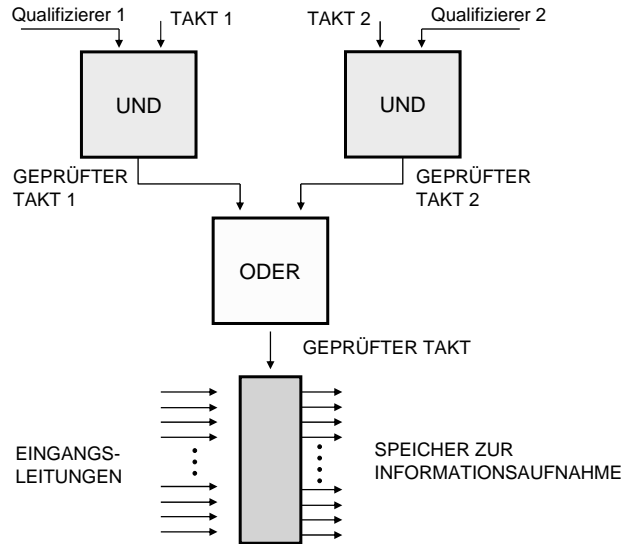 Qualifizierer 1
TAKT 1
TAKT 2
Qualifizierer 2
UND
UND
GEPRÜFTER
TAKT 1
GEPRÜFTER
TAKT 2
ODER
GEPRÜFTER TAKT
EINGANGS-
LEITUNGEN
SPEICHER ZUR
INFORMATIONSAUFNAHME